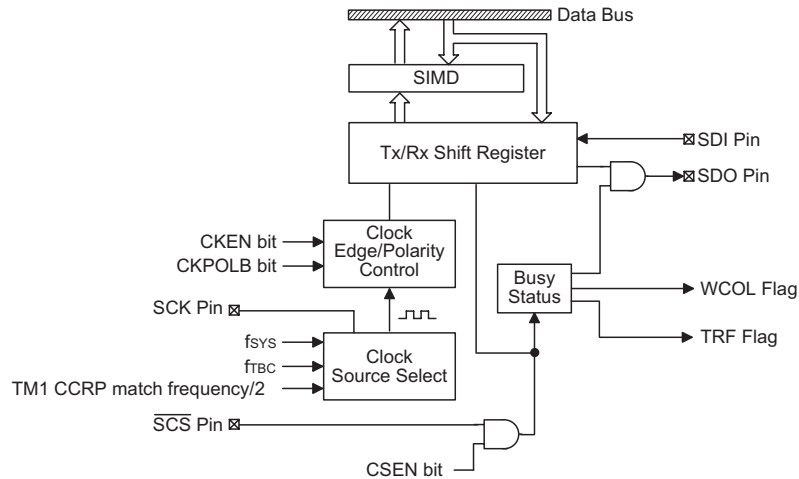 Data Bus
SIMD
Tx/Rx Shift Register
SDI Pin
SDO Pin
CKEN bit
CKPOLB bit
Clock
Edge/Polarity
Control
Busy
Status
WCOL Flag
TRF Flag
SCK Pin
fSYS
fTBC
TM1 CCRP match frequency/2
Clock
Source Select
SCS Pin
CSEN bit